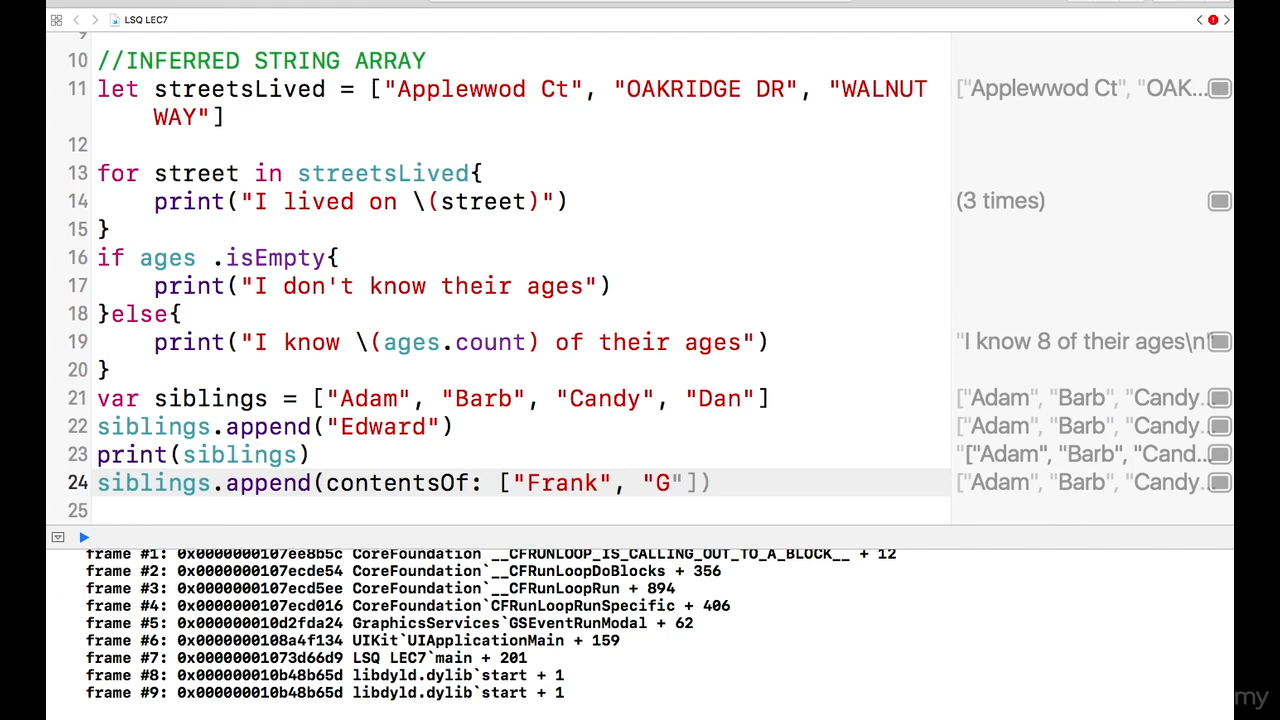 LSQ LEC7
9
10 //INFERRED STRING ARRAY
11 let streetsLived = ["Applewwod Ct", "OAKRIDGE DR", "WALNUT
WAY"]
["Applewwod Ct", "OAK...
12
13 for street in streetsLived{
14 print("I lived on \(street)")
(3 times)
15 }
16 if ages .isEmpty{
17 print("I don't know their ages")
18 }else{
19 print("I know \(ages.count) of their ages")
"I know 8 of their ages\n"
20 }
21 var siblings = ["Adam", "Barb", "Candy", "Dan"]
["Adam", "Barb", "Candy...
22 siblings.append("Edward")
["Adam", "Barb", "Candy...
23 print(siblings)
"["Adam", "Barb", "Cand...
24 siblings.append(contentsOf: ["Frank", "G"])
["Adam", "Barb", "Candy...
25
frame #1: 0x0000000107ee8b5c CoreFoundation`__CFRUNLOOP_IS_CALLING_OUT_TO_A_BLOCK__ + 12
frame #2: 0x0000000107ecde54 CoreFoundation`__CFRunLoopDoBlocks + 356
frame #3: 0x0000000107ecd5ee CoreFoundation`__CFRunLoopRun + 894
frame #4: 0x0000000107ecd016 CoreFoundation`CFRunLoopRunSpecific + 406
frame #5: 0x000000010d2fda24 GraphicsServices`GSEventRunModal + 62
frame #6: 0x0000000108a4f134 UIKit`UIApplicationMain + 159
frame #7: 0x00000001073d66d9 LSQ LEC7`main + 201
frame #8: 0x000000010b48b65d libdyld.dylib`start + 1
frame #9: 0x000000010b48b65d libdyld.dylib`start + 1
my